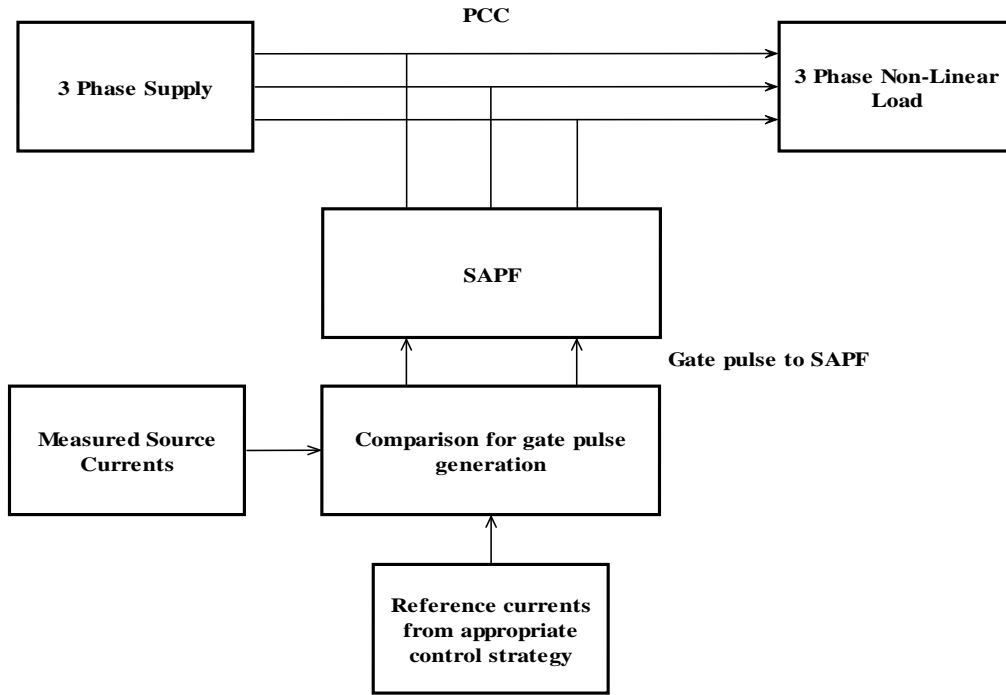 PCC
3 Phase Supply
3 Phase Non-Linear
Load
SAPF
Gate pulse to SAPF
Measured Source
Currents
Comparison for gate pulse
generation
Reference currents
from appropriate
control strategy